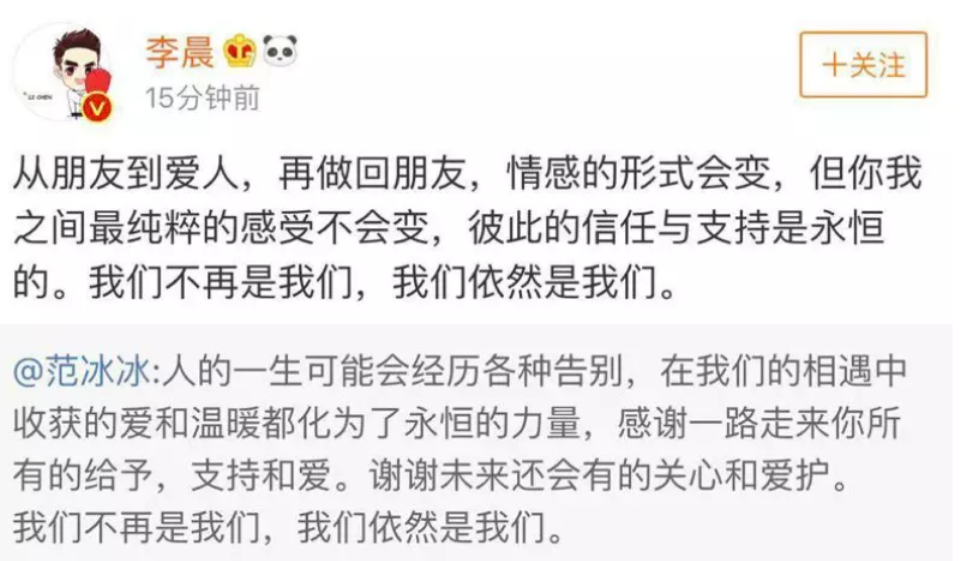 李晨
15分钟前
+关注
从朋友到爱人，再做回朋友，情感的形式会变，但你我
之间最纯粹的感受不会变，彼此的信任与支持是永恒
的。我们不再是我们，我们依然是我们。
@范冰冰:人的一生可能会经历各种告别，在我们的相遇中
收获的爱和温暖都化为了永恒的力量，感谢一路走来你所
有的给予，支持和爱。谢谢未来还会有的关心和爱护。
我们不再是我们，我们依然是我们。